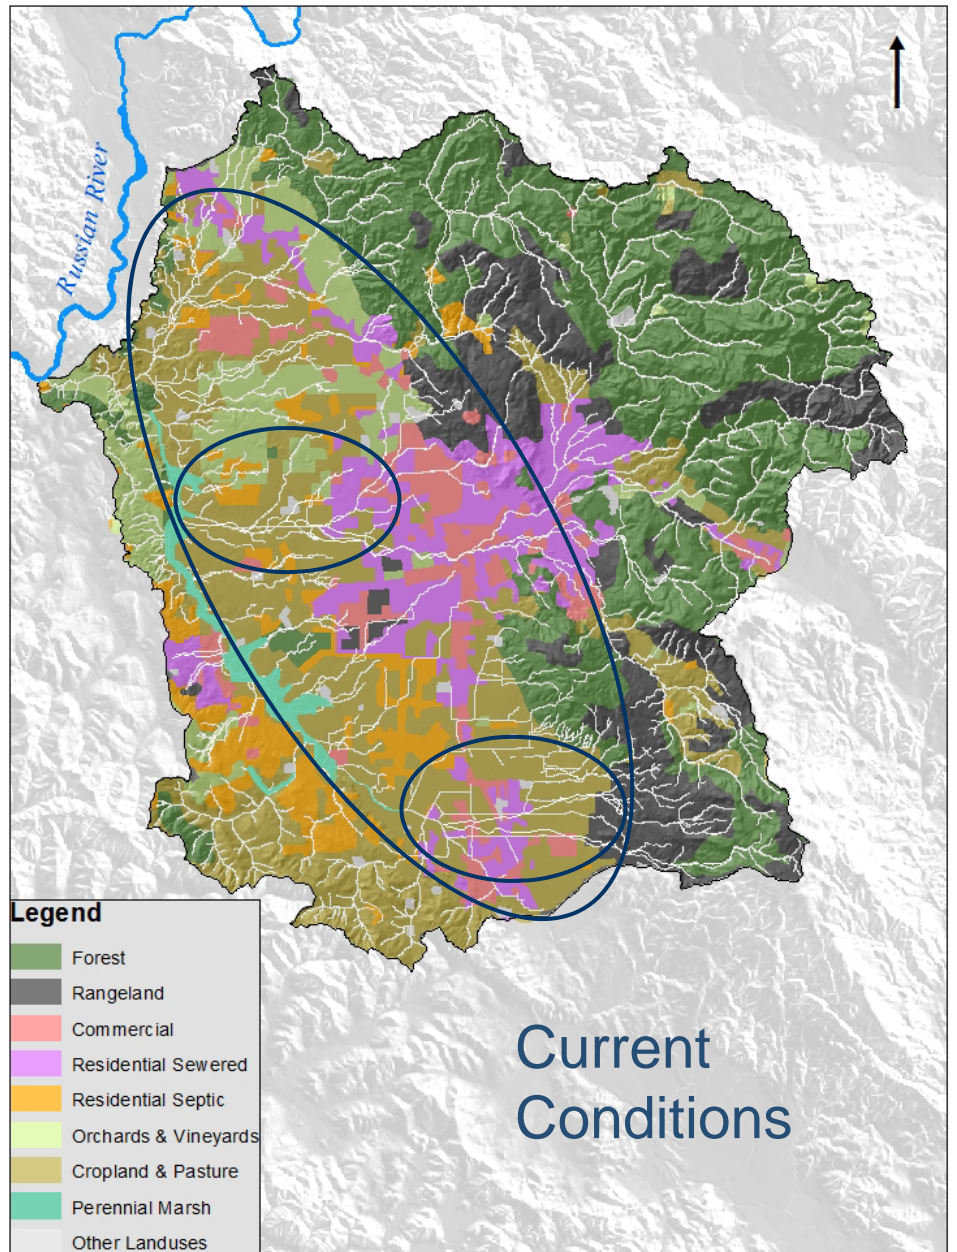 Russian River
Legend
Forest
Rangeland
Commercial
Residential Sewered
Residential Septic
Orchards & Vineyards
Cropland & Pasture
Perennial Marsh
Other Landuses
Current
Conditions